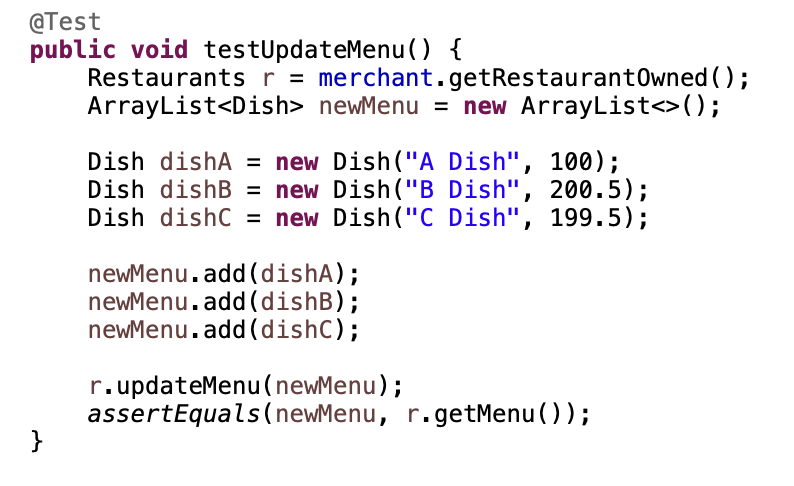 @Test
public void testUpdateMenu() {
    Restaurants r = merchant.getRestaurantOwned();
    ArrayList<Dish> newMenu = new ArrayList<>();

    Dish dishA = new Dish("A Dish", 100);
    Dish dishB = new Dish("B Dish", 200.5);
    Dish dishC = new Dish("C Dish", 199.5);

    newMenu.add(dishA);
    newMenu.add(dishB);
    newMenu.add(dishC);

    r.updateMenu(newMenu);
    assertEquals(newMenu, r.getMenu());
}